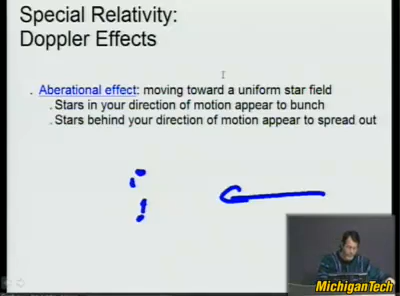 Special Relativity:
Doppler Effects
. Aberational effect: moving toward a uniform star field
. Stars in your direction of motion appear to bunch
. Stars behind your direction of motion appear to spread out
MichiganTech